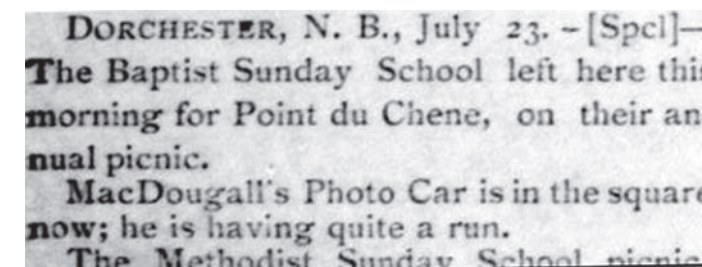 DORCHESTER, N. B., July 23. – [Spcl]—
The Baptist Sunday School left here this
morning for Point du Chene, on their an
nual picnic.
MacDougall's Photo Car is in the square
now; he is having quite a run.
The Methodist Sunday School picnic